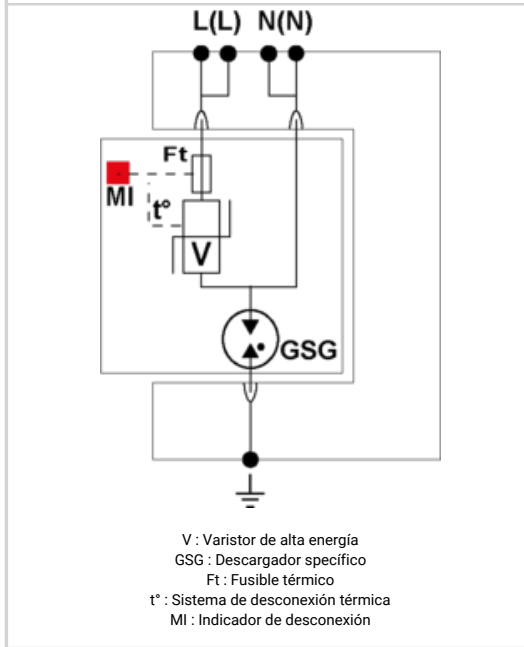 L(L) N(N)
Ft
MI
t°
V
GSG
V : Varistor de alta energía
GSG : Descargador specífico
Ft : Fusible térmico
t° : Sistema de desconexión térmica
MI : Indicador de desconexión